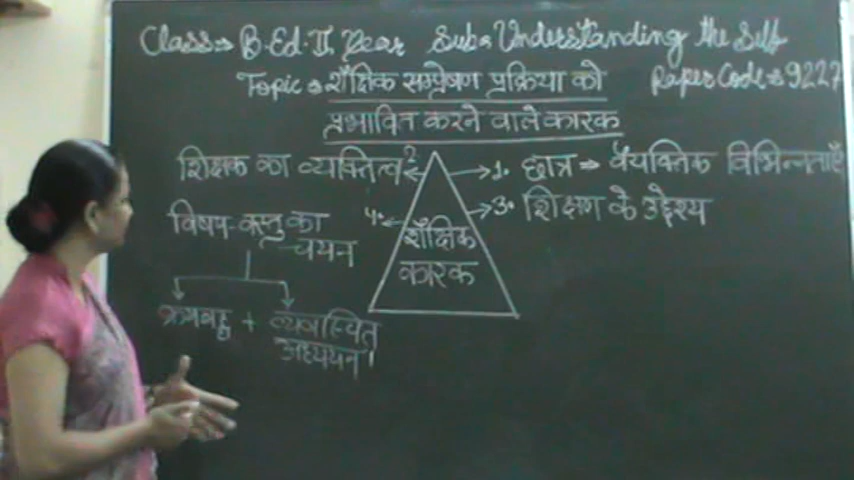 Class⇒ B.Ed. II Year Sub⇒ Understanding the Self
Topic⇒ शैक्षिक सम्प्रेषण प्रक्रिया को Paper Code⇒ 9227
प्रभावित करने वाले कारक
शिक्षक का व्यक्तित्व 2. 1. छात्र ⇒ वैयक्तिक विभिन्नताएँ
विषय-वस्तु का 4. 3. शिक्षण के उद्देश्य
चयन
शैक्षिक
कारक
क्रमबद्ध + व्यवस्थित
अध्ययन।